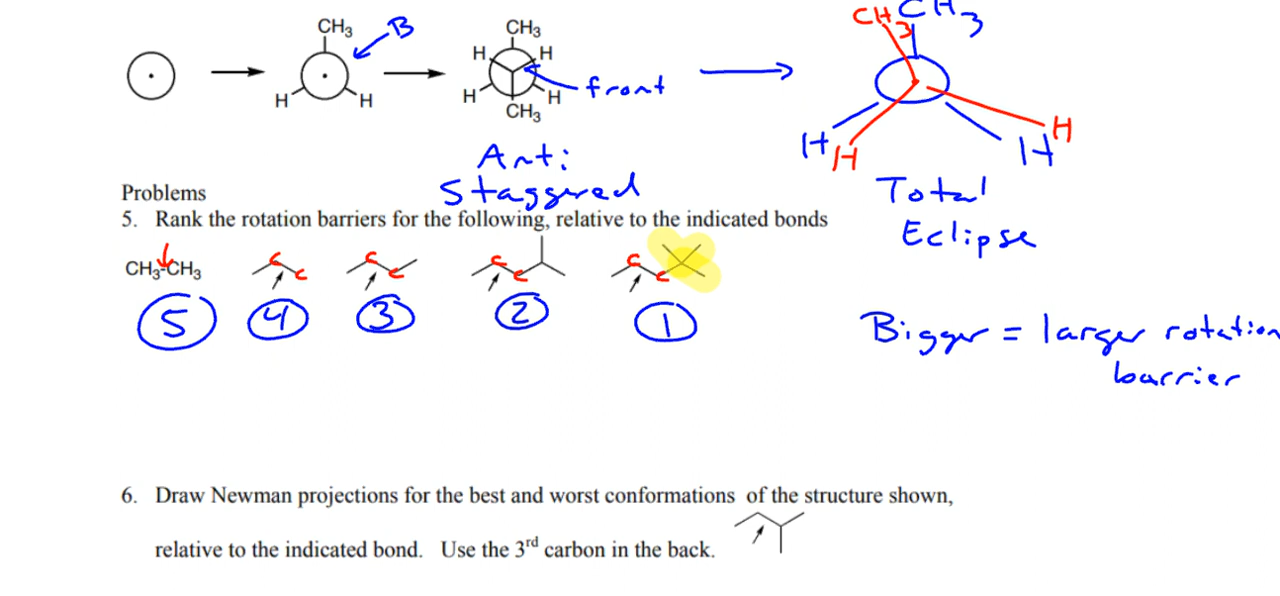 CH3
B
H H
CH3
H H
H H
CH3
front
CH3 CH3
H H
H H
Anti
Staggered
Total
Eclipse
Problems
5. Rank the rotation barriers for the following, relative to the indicated bonds
CH3-CH3 c c c c c c c c
5 4 3 2 1
Bigger = larger rotation
barrier
6. Draw Newman projections for the best and worst conformations of the structure shown,
relative to the indicated bond. Use the 3rd carbon in the back.